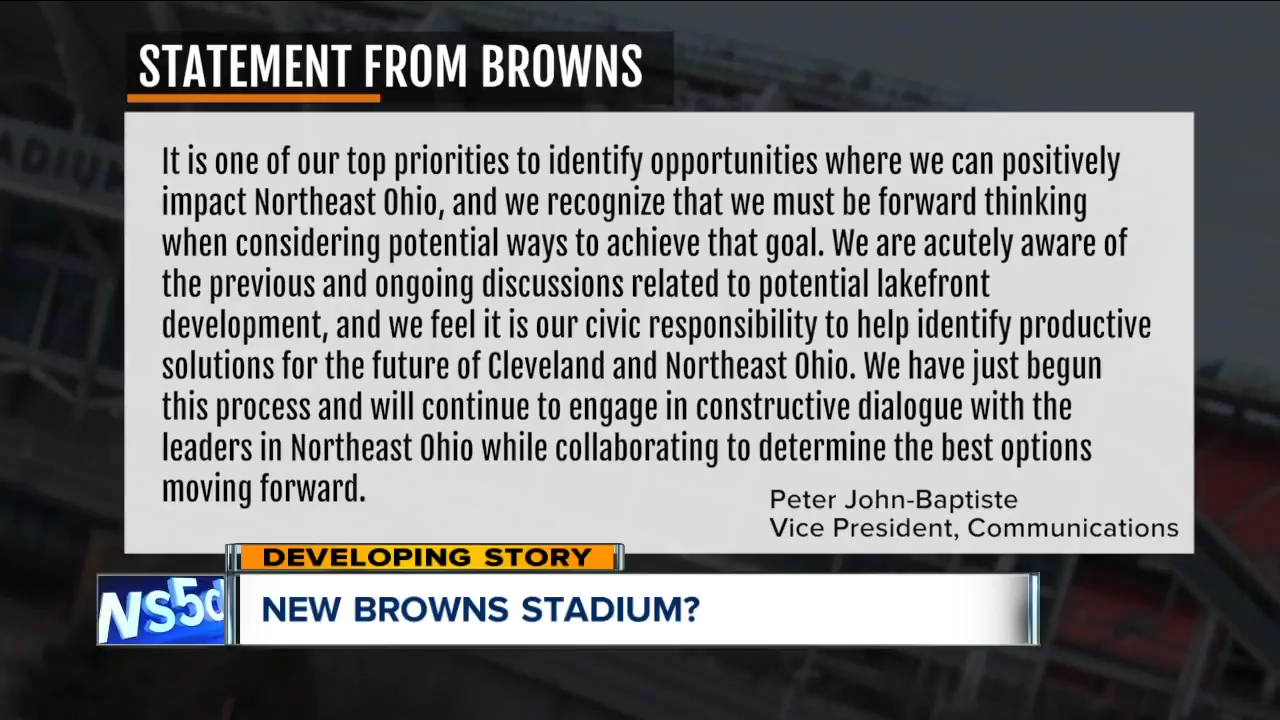 STATEMENT FROM BROWNS
It is one of our top priorities to identify opportunities where we can positively
impact Northeast Ohio, and we recognize that we must be forward thinking
when considering potential ways to achieve that goal. We are acutely aware of
the previous and ongoing discussions related to potential lakefront
development, and we feel it is our civic responsibility to help identify productive
solutions for the future of Cleveland and Northeast Ohio. We have just begun
this process and will continue to engage in constructive dialogue with the
leaders in Northeast Ohio while collaborating to determine the best options
moving forward.
Peter John-Baptiste
Vice President, Communications
DEVELOPING STORY
NEW BROWNS STADIUM?